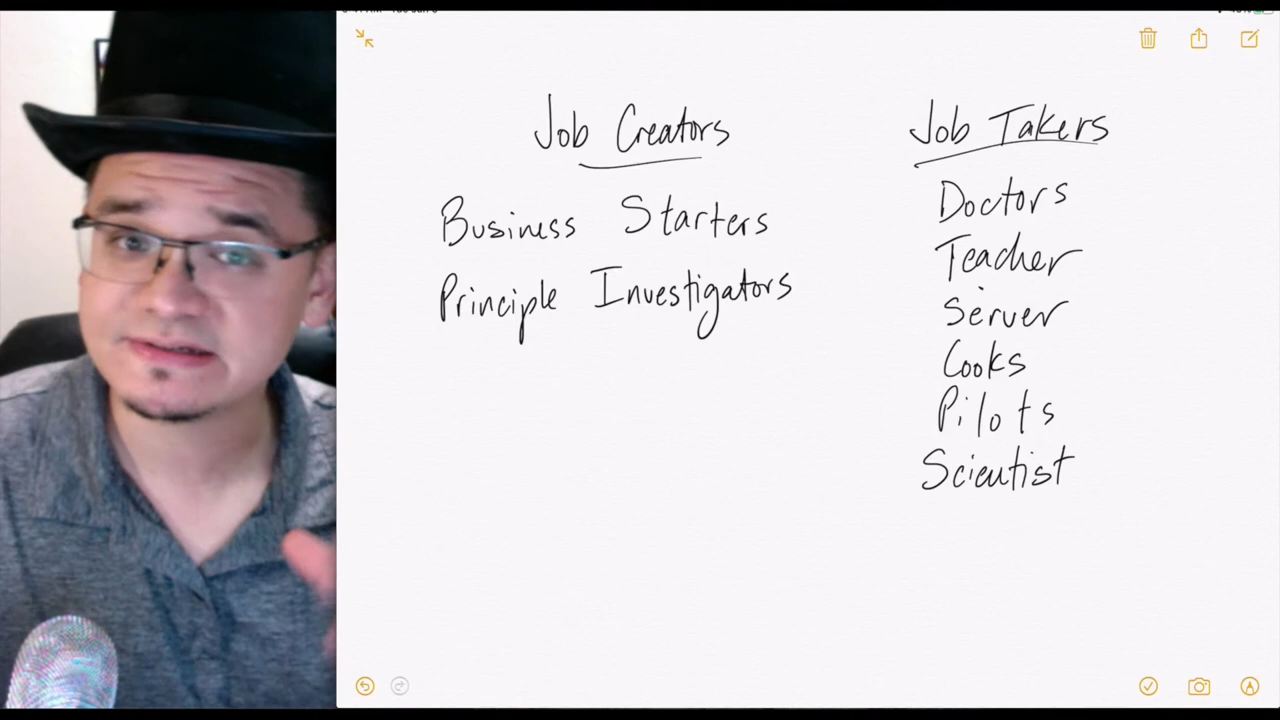 Job Creators
Business Starters
Principle Investigators
Job Takers
Doctors
Teacher
Server
Cooks
Pilots
Scientist